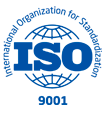 International Organization for Standardization
ISO
9001